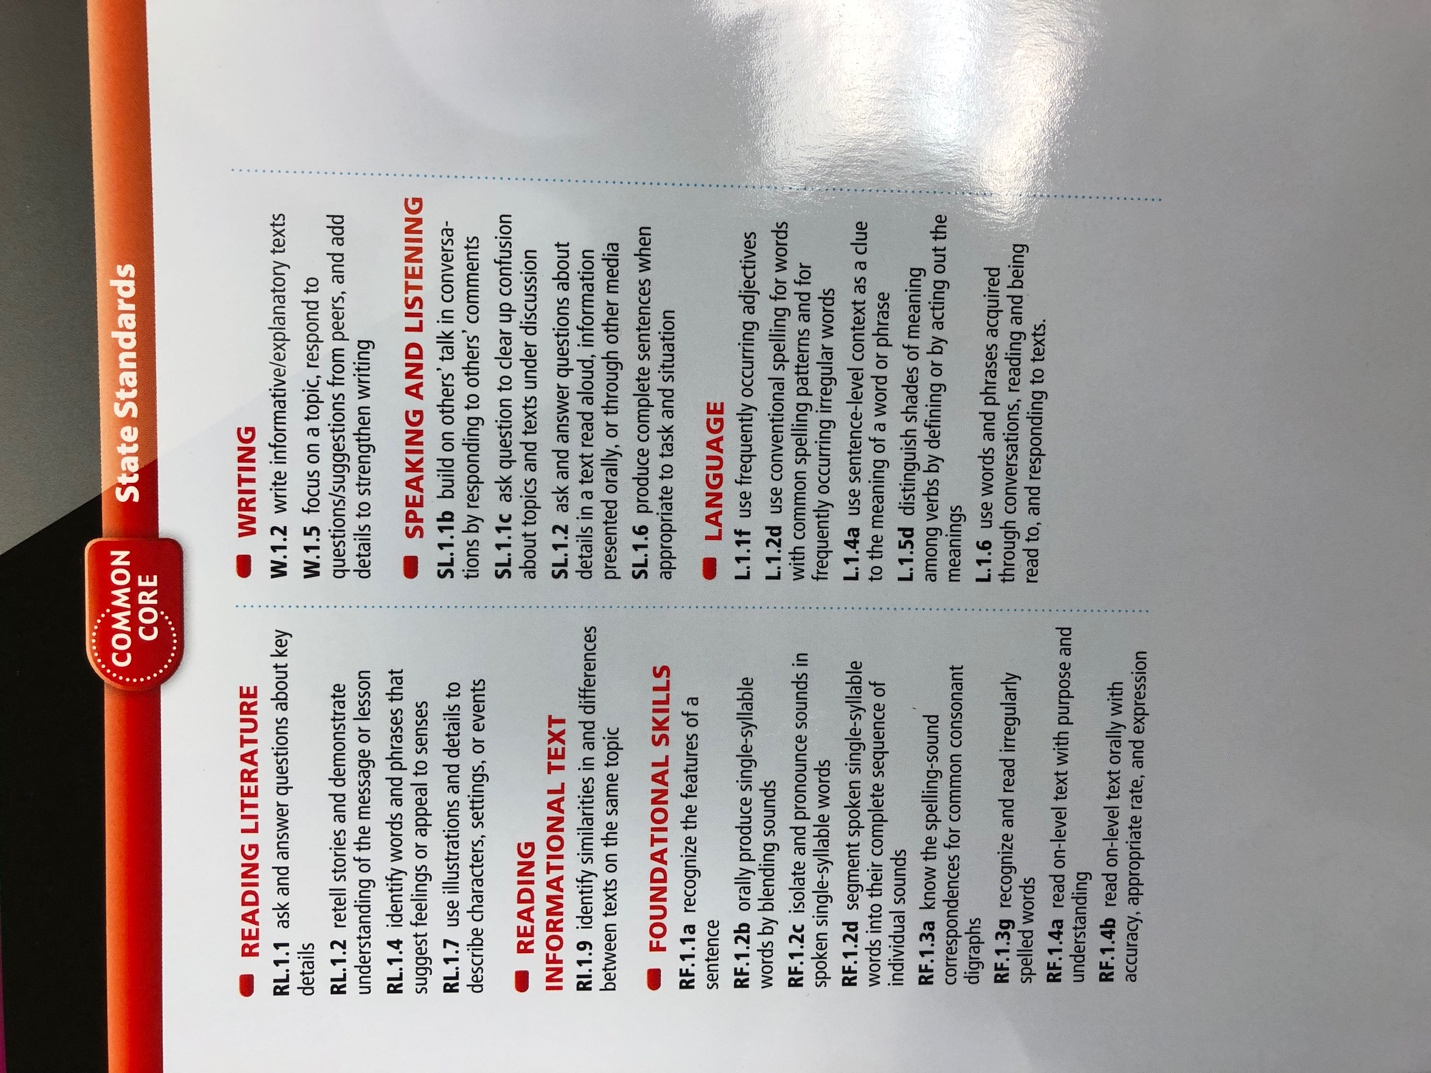 COMMON
CORE
State Standards
READING LITERATURE
RL.1.1 ask and answer questions about key
details
RL.1.2 retell stories and demonstrate
understanding of the message or lesson
RL.1.4 identify words and phrases that
suggest feelings or appeal to senses
RL.1.7 use illustrations and details to
describe characters, settings, or events
READING
INFORMATIONAL TEXT
RI.1.9 identify similarities in and differences
between texts on the same topic
FOUNDATIONAL SKILLS
RF.1.1a recognize the features of a
sentence
RF.1.2b orally produce single-syllable
words by blending sounds
RF.1.2c isolate and pronounce sounds in
spoken single-syllable words
RF.1.2d segment spoken single-syllable
words into their complete sequence of
individual sounds
RF.1.3a know the spelling-sound
correspondences for common consonant
digraphs
RF.1.3g recognize and read irregularly
spelled words
RF.1.4a read on-level text with purpose and
understanding
RF.1.4b read on-level text orally with
accuracy, appropriate rate, and expression
WRITING
W.1.2 write informative/explanatory texts
W.1.5 focus on a topic, respond to
questions/suggestions from peers, and add
details to strengthen writing
SPEAKING AND LISTENING
SL.1.1b build on others' talk in conversa-
tions by responding to others' comments
SL.1.1c ask question to clear up confusion
about topics and texts under discussion
SL.1.2 ask and answer questions about
details in a text read aloud, information
presented orally, or through other media
SL.1.6 produce complete sentences when
appropriate to task and situation
LANGUAGE
L.1.1f use frequently occurring adjectives
L.1.2d use conventional spelling for words
with common spelling patterns and for
frequently occurring irregular words
L.1.4a use sentence-level context as a clue
to the meaning of a word or phrase
L.1.5d distinguish shades of meaning
among verbs by defining or by acting out the
meanings
L.1.6 use words and phrases acquired
through conversations, reading and being
read to, and responding to texts.